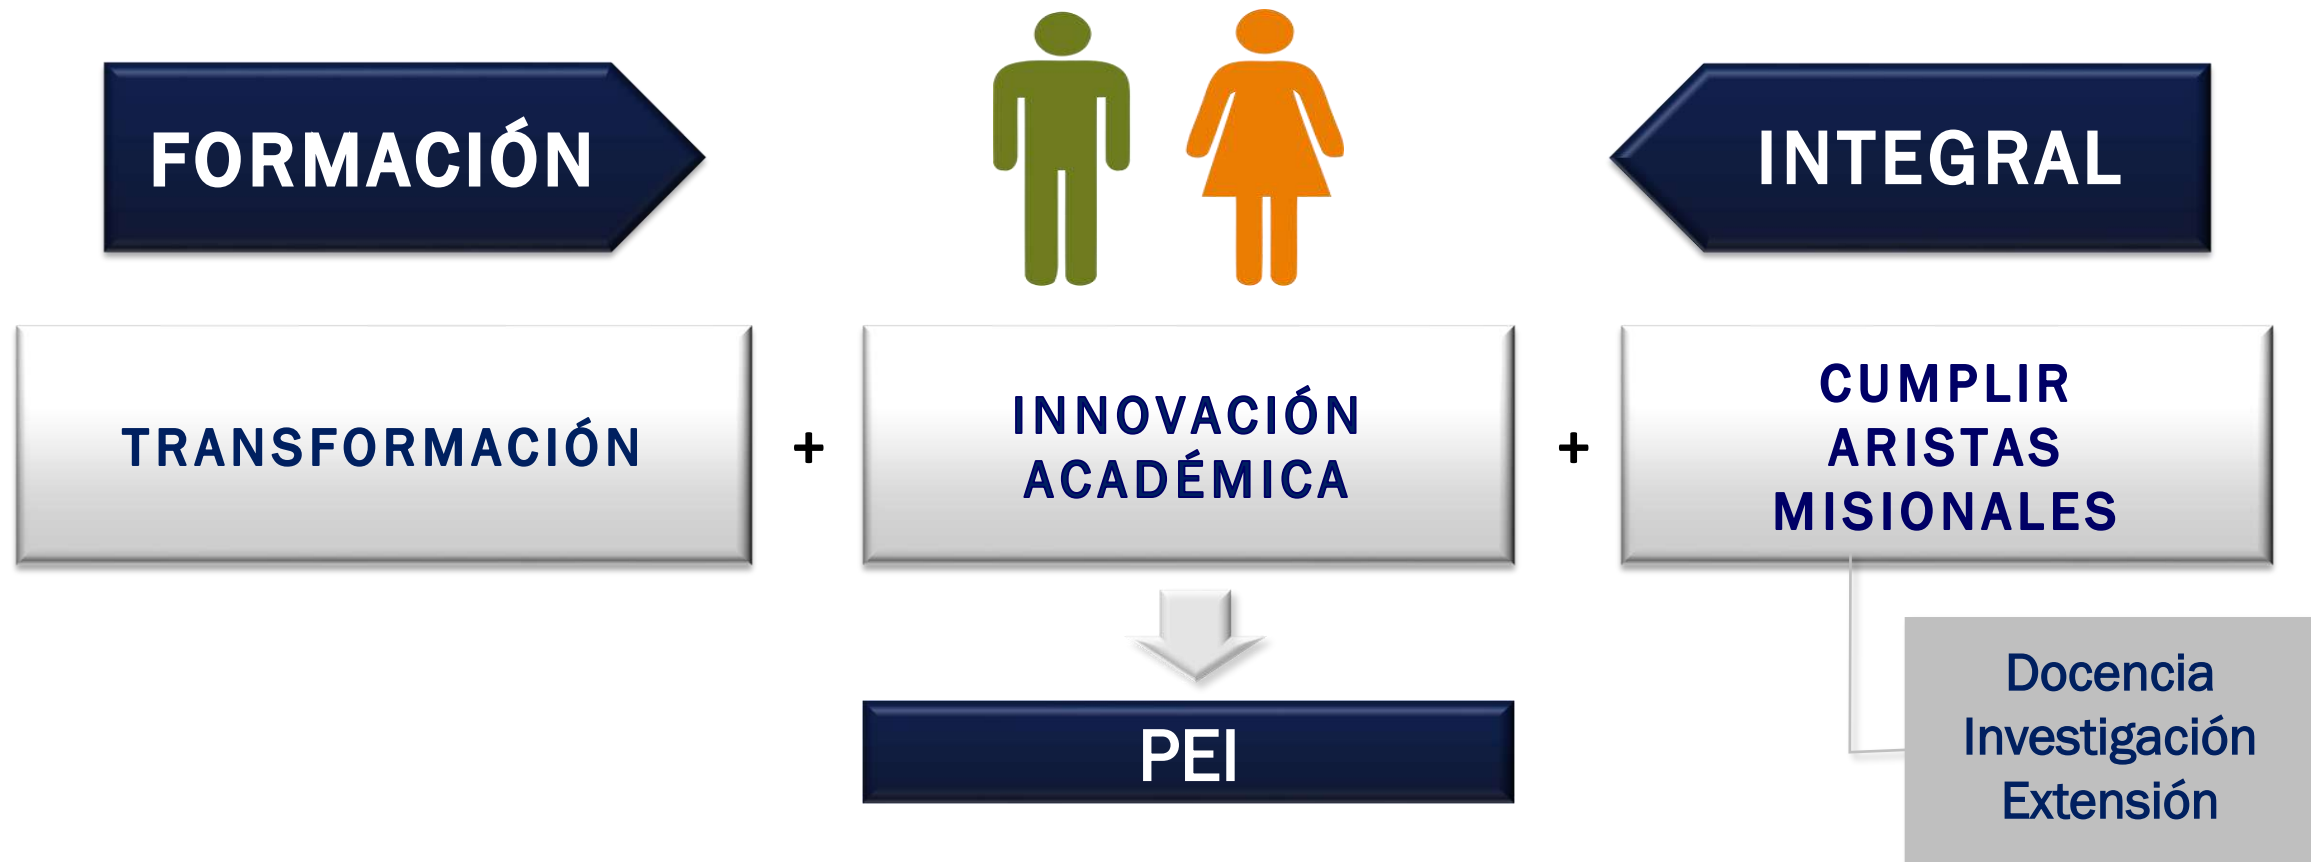 FORMACIÓN
INTEGRAL
TRANSFORMACIÓN
+
INNOVACIÓN
ACADÉMICA
+
CUMPLIR
ARISTAS
MISIONALES
PEI
Docencia
Investigación
Extensión